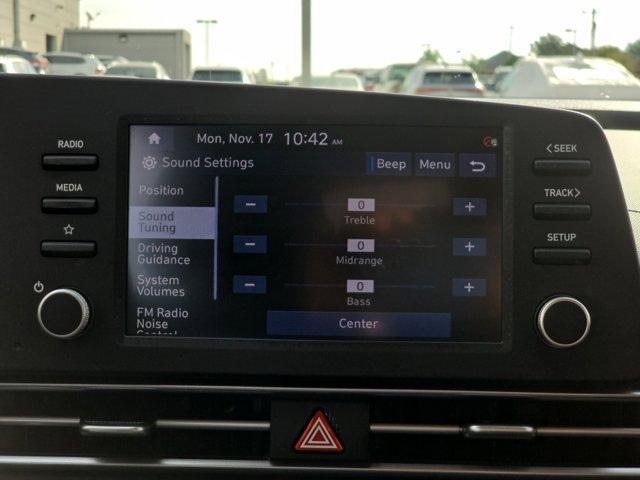 RADIO
MEDIA
Mon, Nov. 17 10:42 AM
Sound Settings
Beep
Menu
Position
Sound
Tuning
Driving
Guidance
System
Volumes
FM Radio
Noise
Control
- 0 +
Treble
- 0 +
Midrange
- 0 +
Bass
Center
< SEEK
TRACK >
SETUP